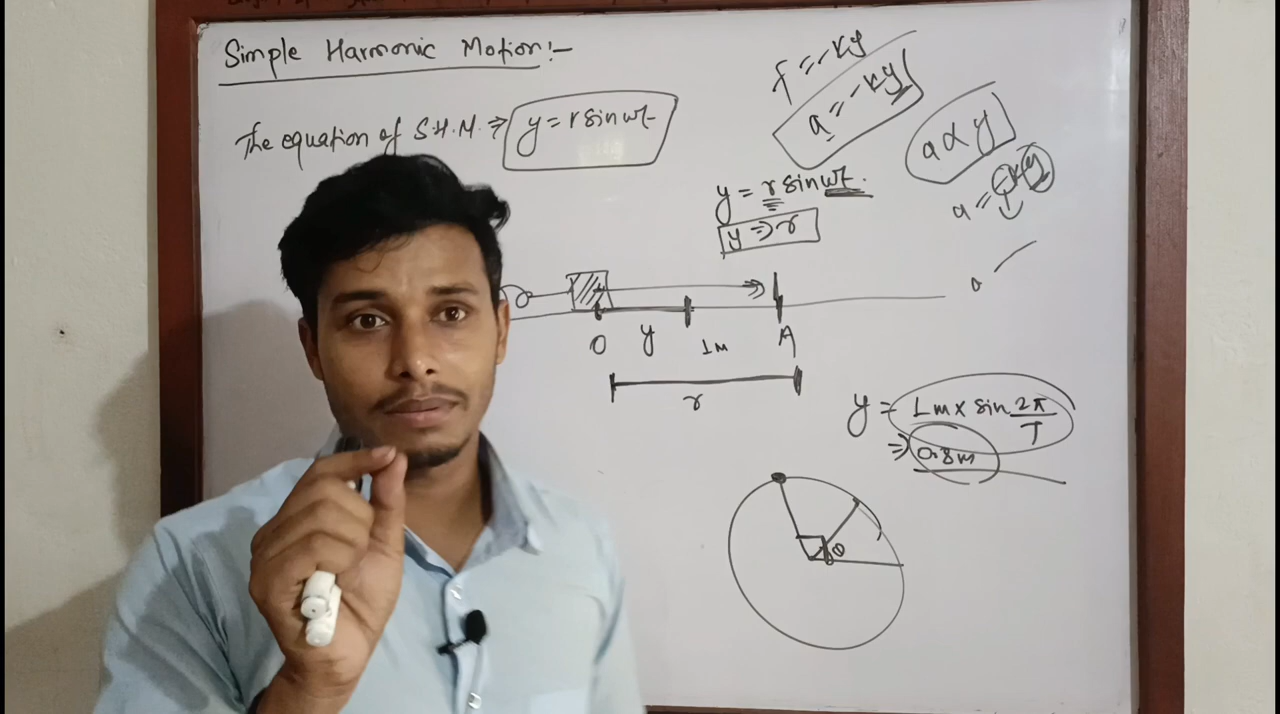 Simple Harmonic Motion:-
The equation of S.H.M. ⇒ y = r sin wt
F = -ky
a = -ky
a ∝ y
a = -ky
y = r sin wt.
y ⇒ r
a
O y 1m A
r
y = 1m x sin 2π/T
⇒ 0.8m
θ